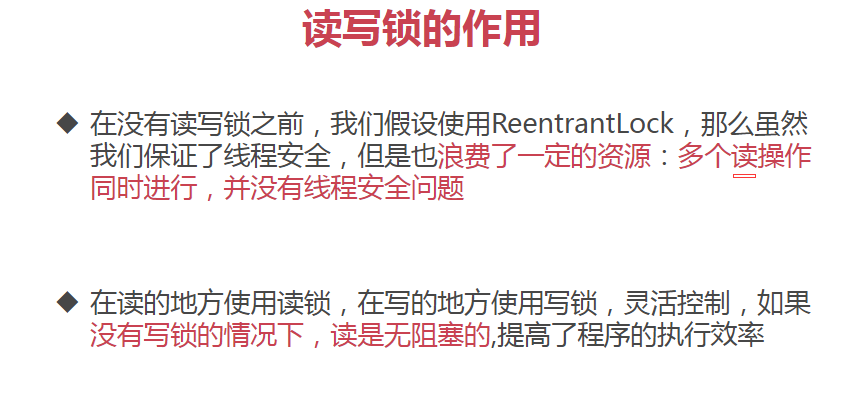 读写锁的作用
在没有读写锁之前，我们假设使用ReentrantLock，那么虽然
我们保证了线程安全，但是也浪费了一定的资源：多个读操作
同时进行，并没有线程安全问题
在读的地方使用读锁，在写的地方使用写锁，灵活控制，如果
没有写锁的情况下，读是无阻塞的,提高了程序的执行效率